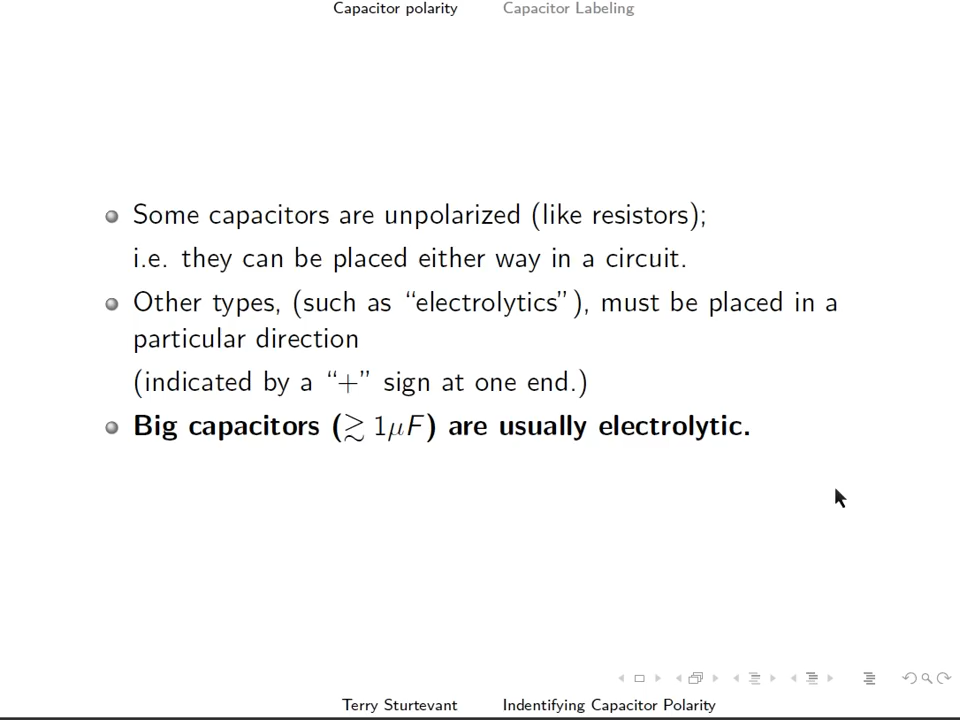 Capacitor polarity Capacitor Labeling
Some capacitors are unpolarized (like resistors);
i.e. they can be placed either way in a circuit.
Other types, (such as “electrolytics”), must be placed in a
particular direction
(indicated by a “+” sign at one end.)
Big capacitors (≳ 1μF) are usually electrolytic.
Terry Sturtevant Indentifying Capacitor Polarity